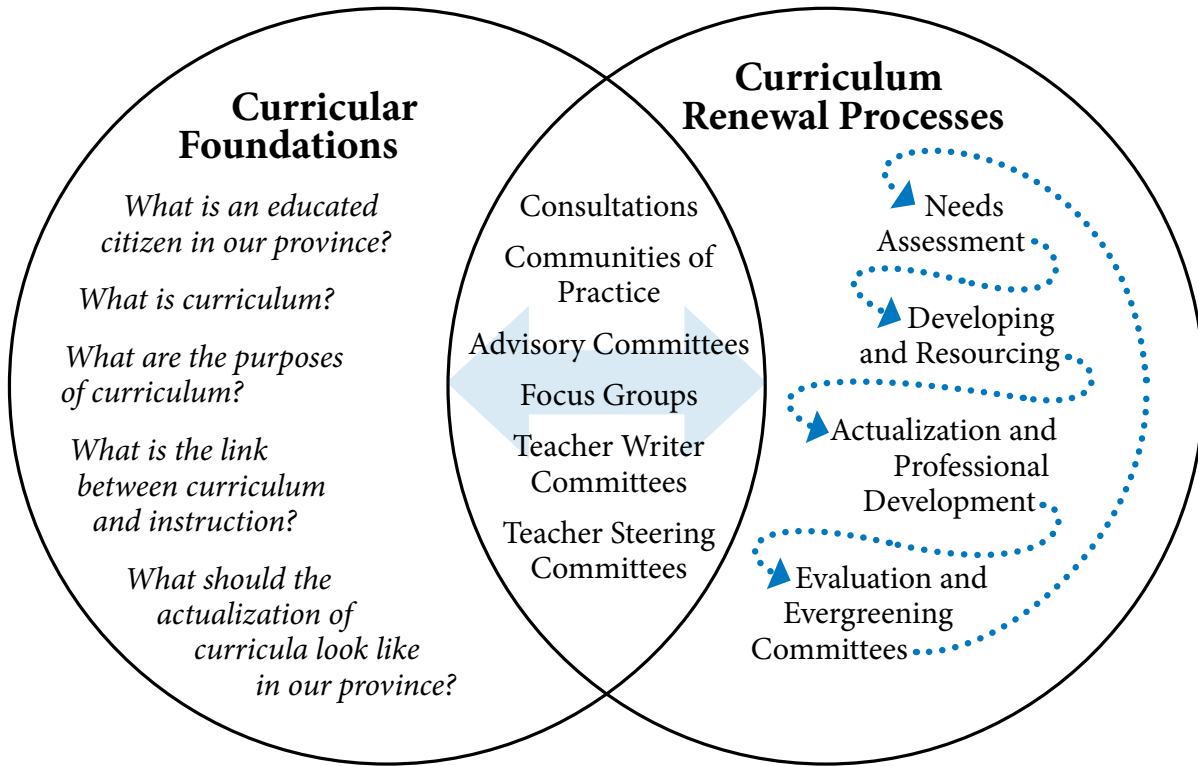 Curricular
Foundations
What is an educated
citizen in our province?
What is curriculum?
What are the purposes
of curriculum?
What is the link
between curriculum
and instruction?
What should the
actualization of
curricula look like
in our province?
Consultations
Communities of
Practice
Advisory Committees
Focus Groups
Teacher Writer
Committees
Teacher Steering
Committees
Curriculum
Renewal Processes
Needs
Assessment
Developing
and Resourcing
Actualization and
Professional
Development
Evaluation and
Evergreening
Committees